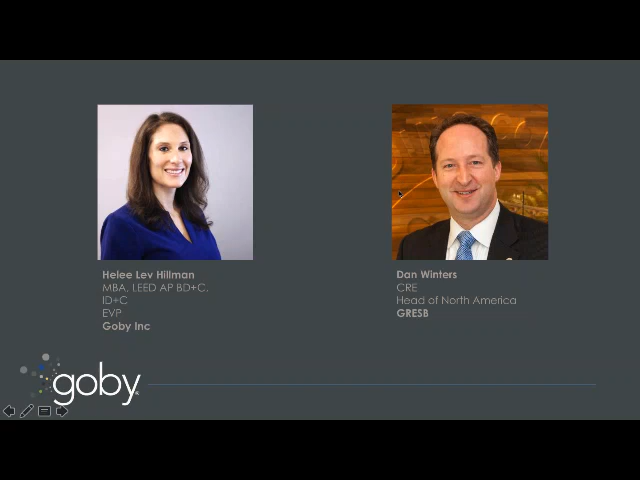 Helee Lev Hillman
MBA, LEED AP BD+C,
ID+C
EVP
Goby Inc
Dan Winters
CRE
Head of North America
GRESB
goby